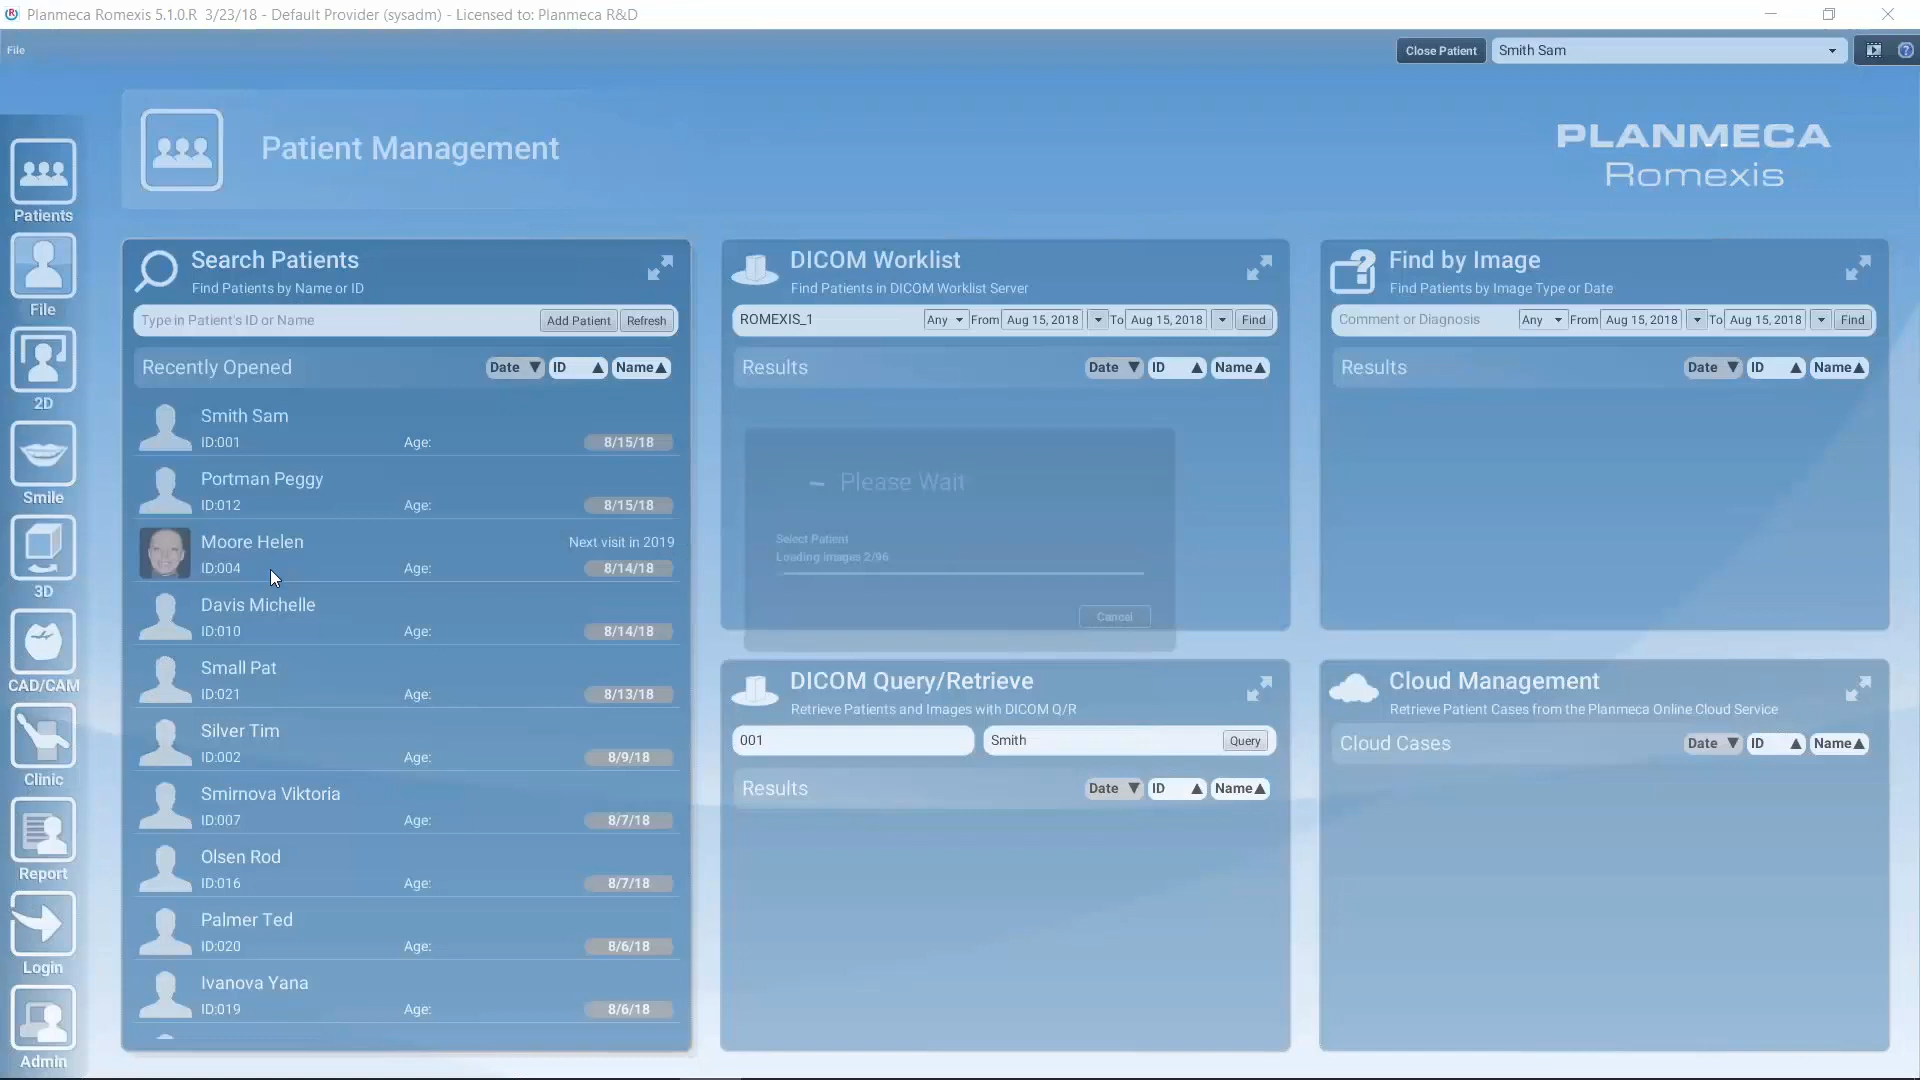 Planmeca Romexis 5.1.0.R 3/23/18 - Default Provider (sysadm) - Licensed to: Planmeca R&D
File
Close Patient
Smith Sam
Patient Management
PLANMECA
Romexis
Patients
File
2D
Smile
3D
CAD/CAM
Clinic
Report
Login
Admin
Search Patients
Find Patients by Name or ID
Type in Patient's ID or Name
Add Patient
Refresh
Recently Opened
Date ▼ ID ▲ Name▲
Smith Sam
ID:001 Age: 8/15/18
Portman Peggy
ID:012 Age: 8/15/18
Moore Helen Next visit in 2019
ID:004 Age: 8/14/18
Davis Michelle
ID:010 Age: 8/14/18
Small Pat
ID:021 Age: 8/13/18
Silver Tim
ID:002 Age: 8/9/18
Smirnova Viktoria
ID:007 Age: 8/7/18
Olsen Rod
ID:016 Age: 8/7/18
Palmer Ted
ID:020 Age: 8/6/18
Ivanova Yana
ID:019 Age: 8/6/18
DICOM Worklist
Find Patients in DICOM Worklist Server
ROMEXIS_1 Any From Aug 15, 2018 To Aug 15, 2018 Find
Results Date ▼ ID ▲ Name▲
Please Wait
Select Patient
Loading images 2/96
Cancel
Find by Image
Find Patients by Image Type or Date
Comment or Diagnosis Any From Aug 15, 2018 To Aug 15, 2018 Find
Results Date ▼ ID ▲ Name▲
DICOM Query/Retrieve
Retrieve Patients and Images with DICOM Q/R
001 Smith Query
Results Date ▼ ID ▲ Name▲
Cloud Management
Retrieve Patient Cases from the Planmeca Online Cloud Service
Cloud Cases Date ▼ ID ▲ Name▲